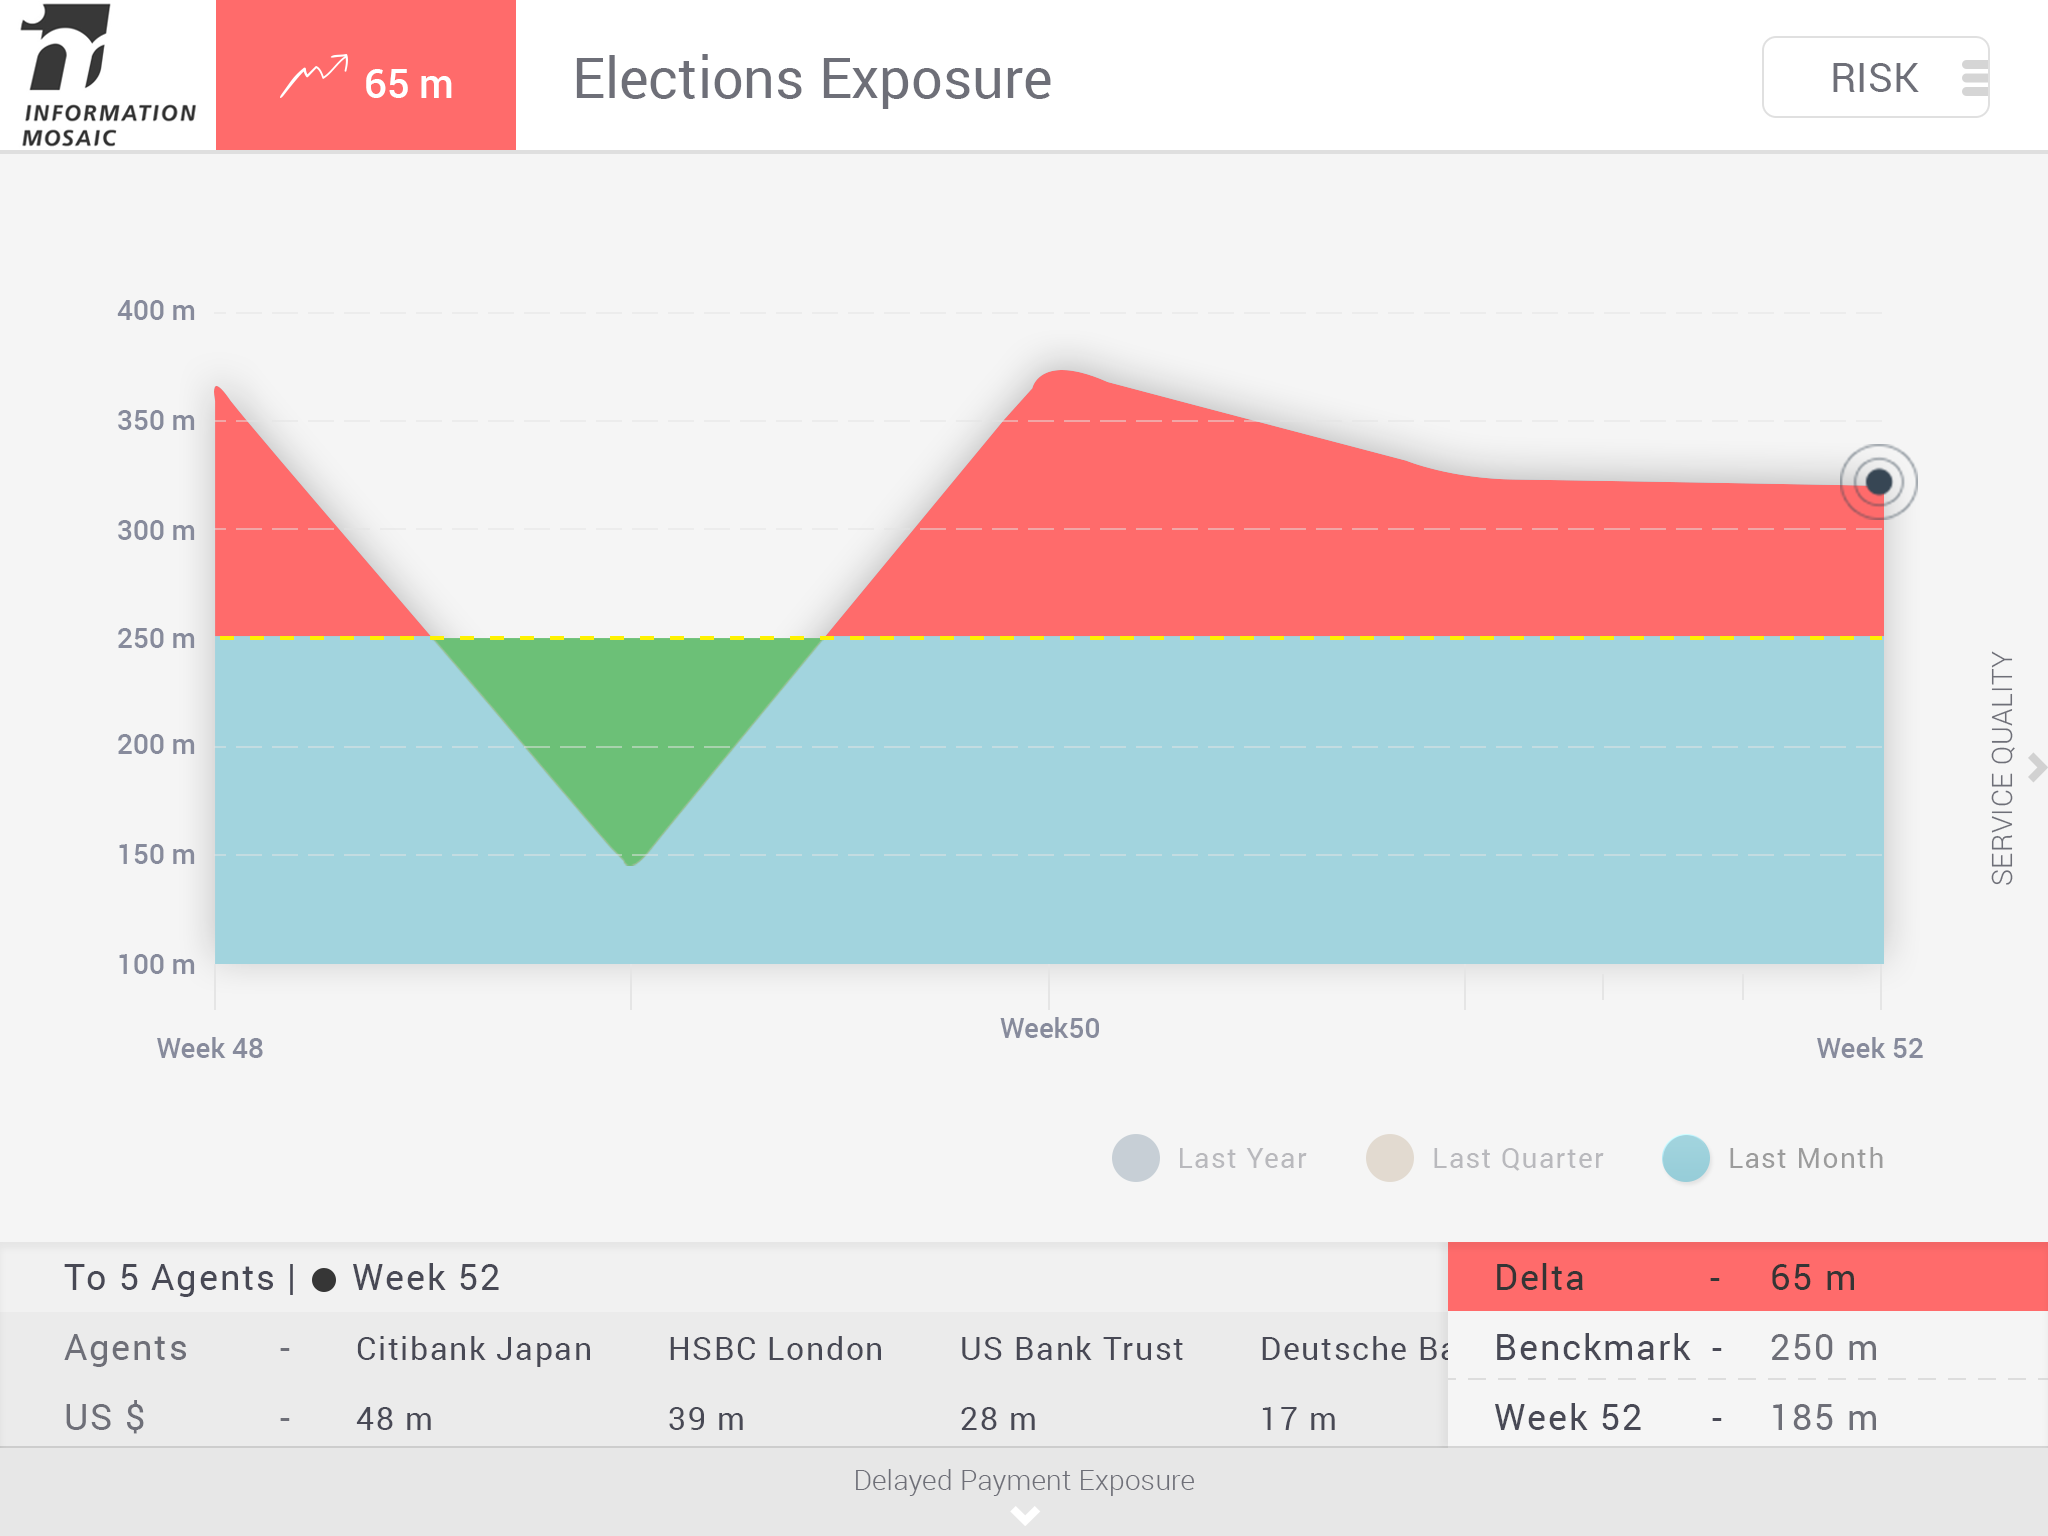 INFORMATION
MOSAIC
65 m
Elections Exposure
RISK
400 m
350 m
300 m
250 m
200 m
150 m
100 m
Week 48
Week50
Week 52
SERVICE QUALITY
Last Year
Last Quarter
Last Month
To 5 Agents | ● Week 52
Agents - Citibank Japan HSBC London US Bank Trust Deutsche
US $ - 48 m 39 m 28 m 17 m
Delta - 65 m
Benckmark - 250 m
Week 52 - 185 m
Delayed Payment Exposure